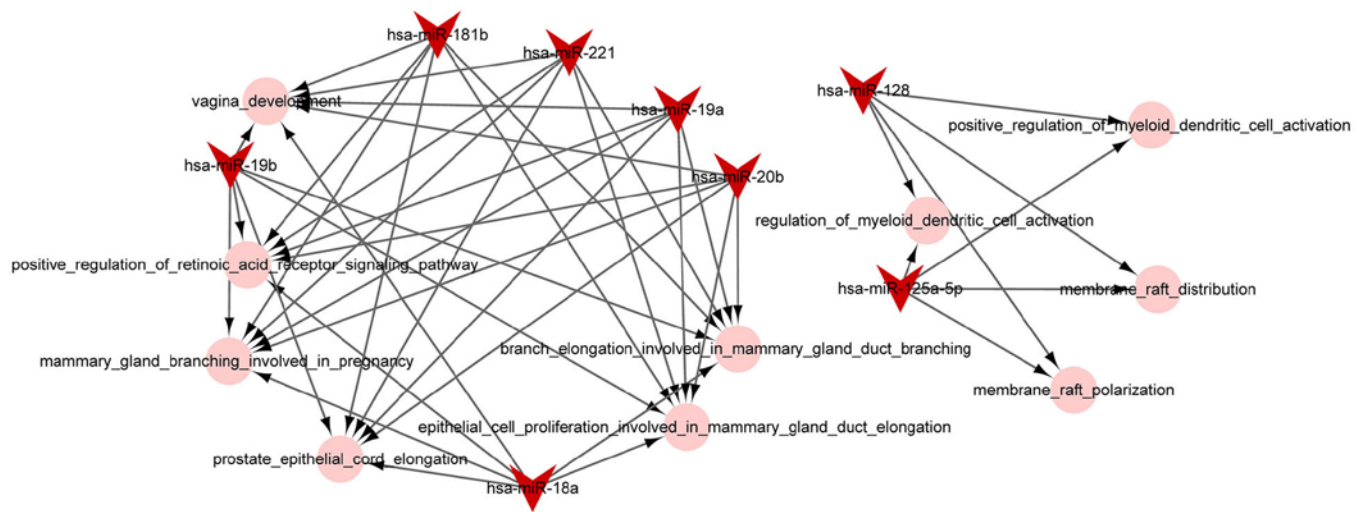 hsa-miR-181b
hsa-miR-221
hsa-miR-128
vagina_development
hsa-miR-19a
positive_regulation_of_myeloid_dendritic_cell_activation
hsa-miR-19b
hsa-miR-20b
regulation_of_myeloid_dendritic_cell_activation
positive_regulation_of_retinoic_acid_receptor_signaling_pathway
hsa-miR-125a-5p
membrane_raft_distribution
branch_elongation_involved_in_mammary_gland_duct_branching
mammary_gland_branching_involved_in_pregnancy
membrane_raft_polarization
epithelial_cell_proliferation_involved_in_mammary_gland_duct_elongation
prostate_epithelial_cord_elongation
hsa-miR-18a